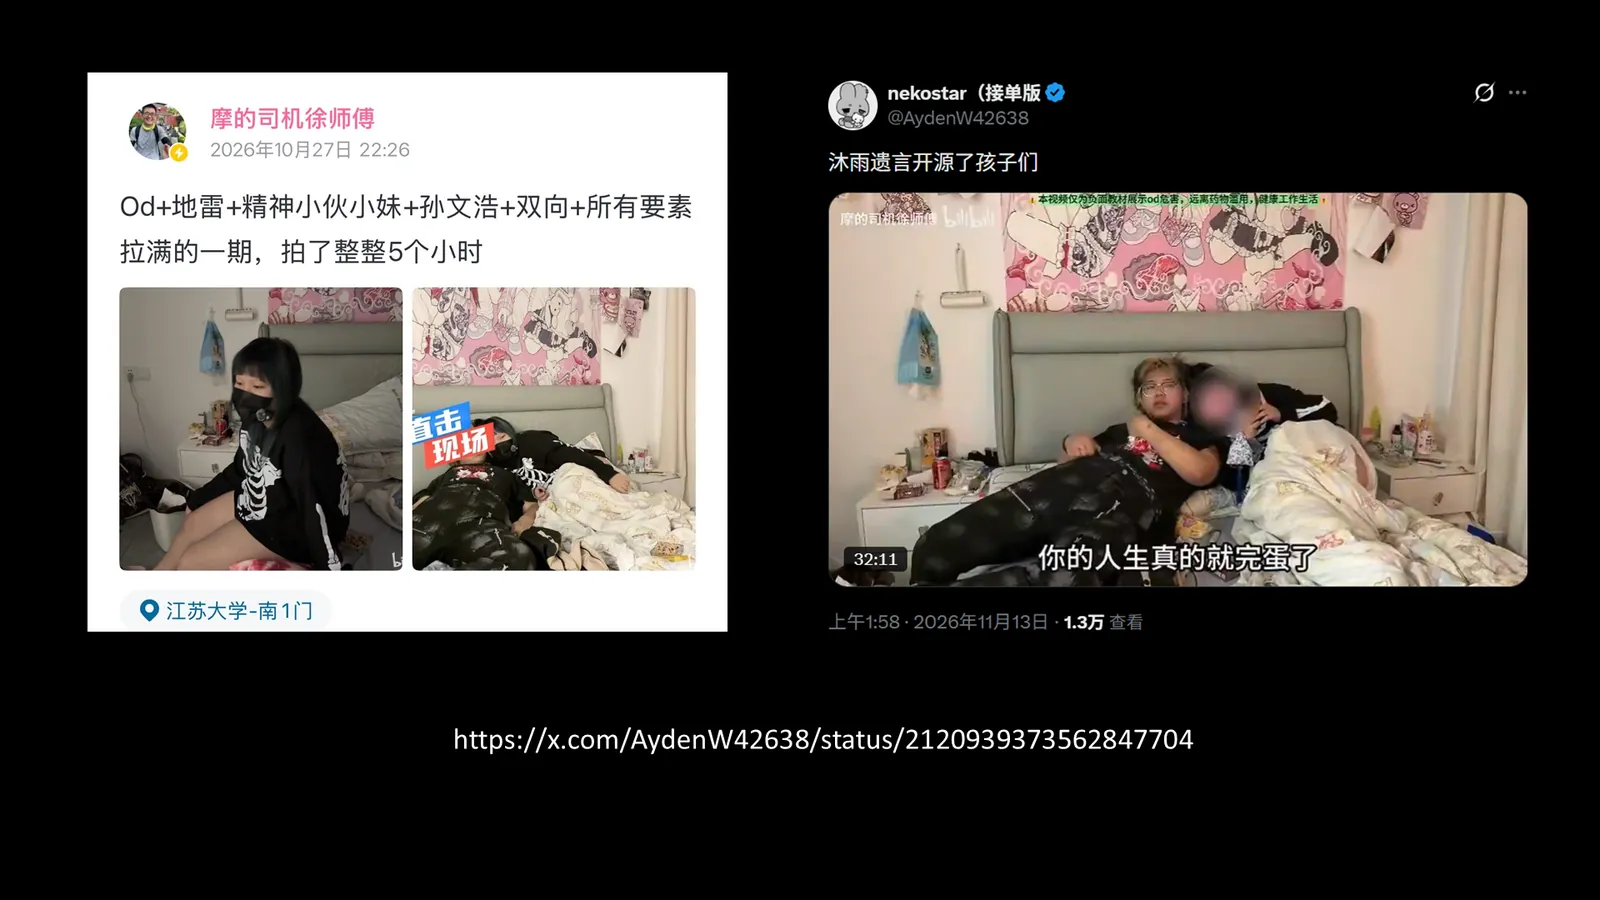 摩的司机徐师傅
2026年10月27日 22:26
Od+地雷+精神小伙小妹+孙文浩+双向+所有要素
拉满的一期，拍了整整5个小时
直击
现场
江苏大学-南1门
nekostar（接单版
@AydenW42638
沐雨遗言开源了孩子们
本视频仅为负面教材展示od危害，远离药物滥用，健康工作生活
摩的司机徐师傅 bilibili
32:11
你的人生真的就完蛋了
上午1:58 · 2026年11月13日 · 1.3万 查看
https://x.com/AydenW42638/status/2120939373562847704